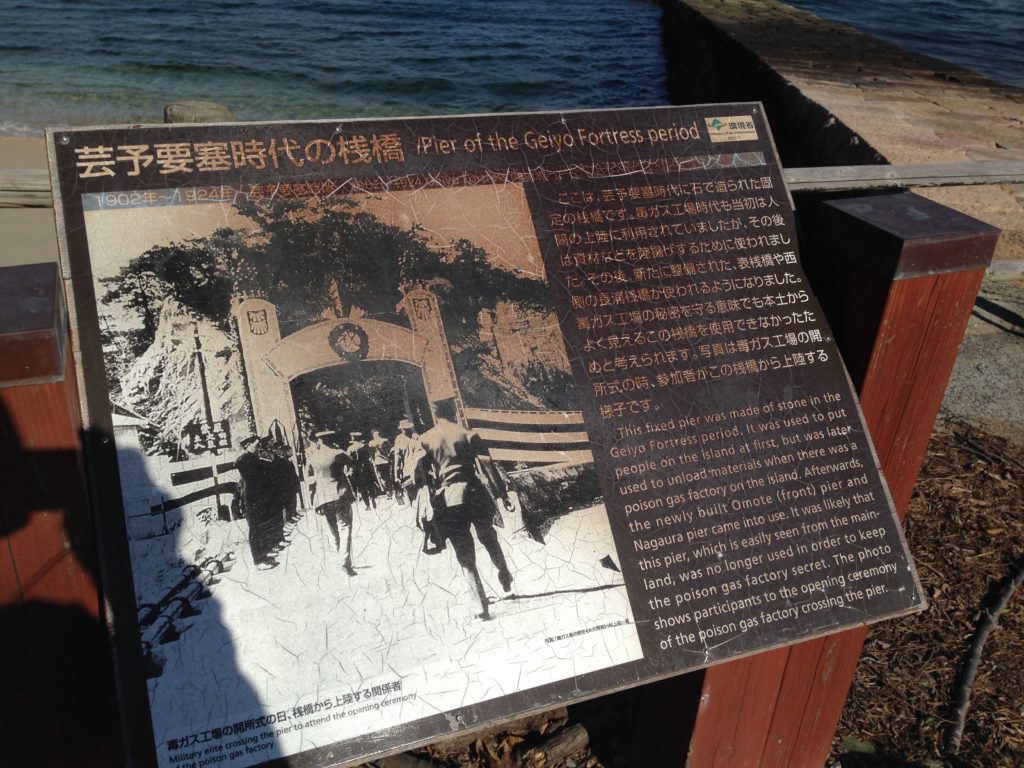 芸予要塞時代の桟橋 /Pier of the Geiyo Fortress period
環境省
1902年～1924年
ここは、芸予要塞時代に石で造られた固
定の桟橋です。毒ガス工場時代も当初は人
間の上陸に利用されていましたが、その後
は資材などを陸揚げするために使われまし
た。その後、新たに整備された、表桟橋や西
側の長浦桟橋が使われるようになりました。
毒ガス工場の秘密を守る意味でも本土から
よく見えるこの桟橋を使用できなかったた
めと考えられます。写真は毒ガス工場の開
所式の時、参加者がこの桟橋から上陸する
様子です。
This fixed pier was made of stone in the
Geiyo Fortress period. It was used to put
people on the island at first, but was later
used to unload materials when there was a
poison gas factory on the island. Afterwards,
the newly built Omote (front) pier and
Nagaura pier came into use. It was likely that
this pier, which is easily seen from the main-
land, was no longer used in order to keep
the poison gas factory secret. The photo
shows participants to the opening ceremony
of the poison gas factory crossing the pier.
毒ガス工場の開所式の日、桟橋から上陸する関係者
Military elite crossing the pier to attend the opening ceremony
of the poison gas factory